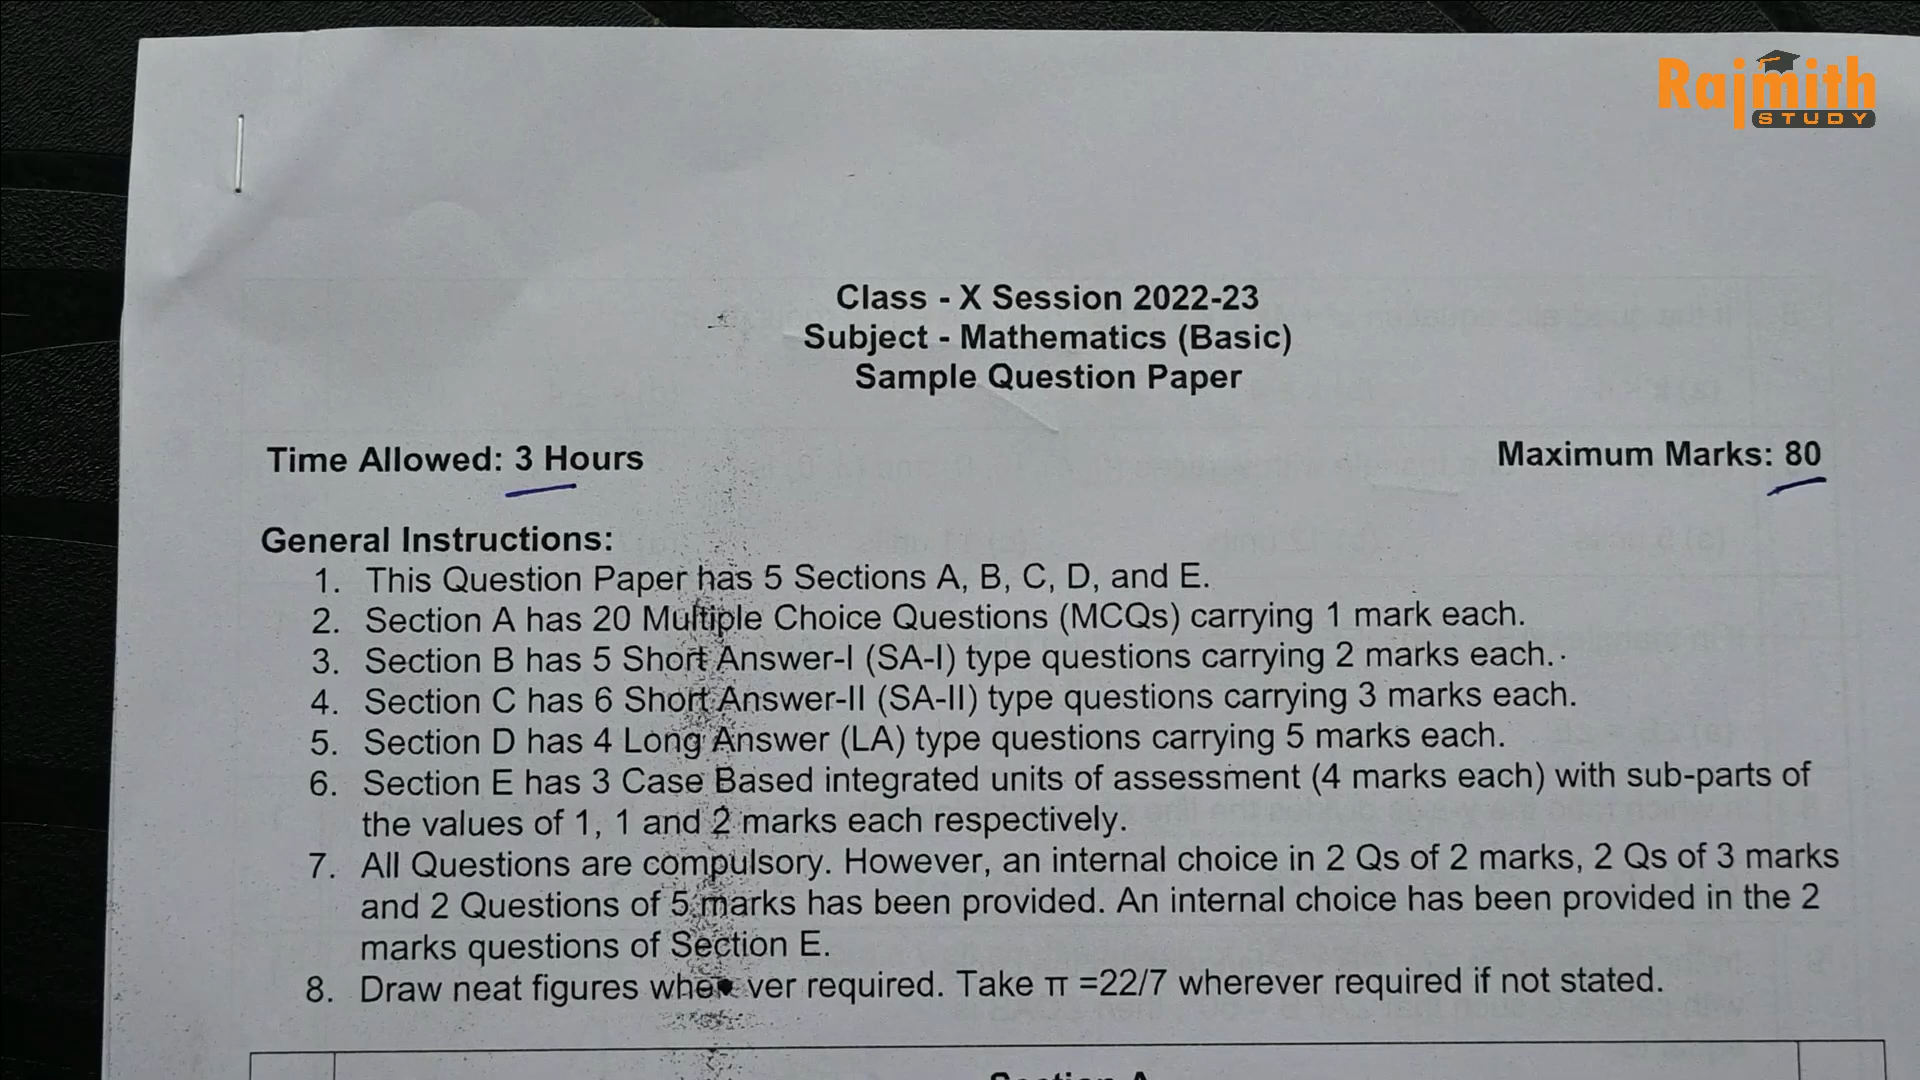 Rajmith
STUDY
Class - X Session 2022-23
Subject - Mathematics (Basic)
Sample Question Paper
Time Allowed: 3 Hours
Maximum Marks: 80
General Instructions:
1. This Question Paper has 5 Sections A, B, C, D, and E.
2. Section A has 20 Multiple Choice Questions (MCQs) carrying 1 mark each.
3. Section B has 5 Short Answer-I (SA-I) type questions carrying 2 marks each.
4. Section C has 6 Short Answer-II (SA-II) type questions carrying 3 marks each.
5. Section D has 4 Long Answer (LA) type questions carrying 5 marks each.
6. Section E has 3 Case Based integrated units of assessment (4 marks each) with sub-parts of
the values of 1, 1 and 2 marks each respectively.
7. All Questions are compulsory. However, an internal choice in 2 Qs of 2 marks, 2 Qs of 3 marks
and 2 Questions of 5 marks has been provided. An internal choice has been provided in the 2
marks questions of Section E.
8. Draw neat figures wherever required. Take π =22/7 wherever required if not stated.
Section A